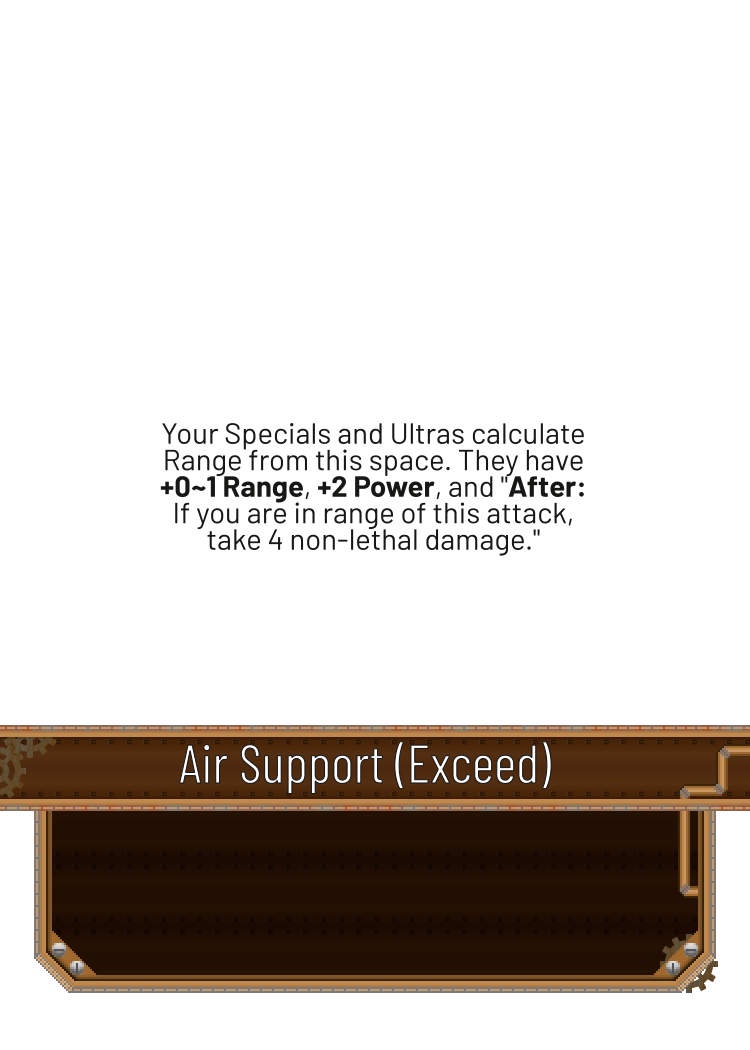 Your Specials and Ultras calculate
Range from this space. They have
+0~1 Range, +2 Power, and "After:
If you are in range of this attack,
take 4 non-lethal damage."
Air Support (Exceed)